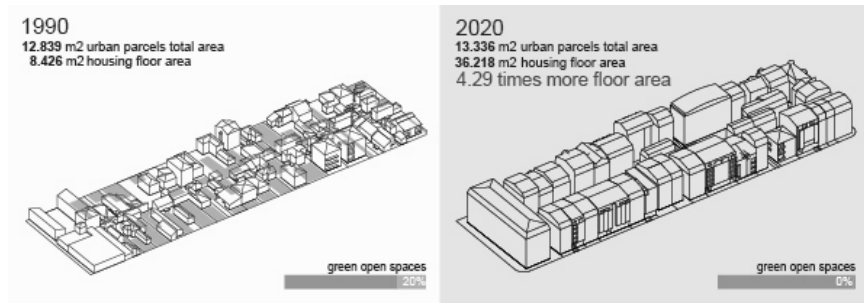 1990
12.839 m2 urban parcels total area
8.426 m2 housing floor area
green open spaces
20%
2020
13.336 m2 urban parcels total area
36.218 m2 housing floor area
4.29 times more floor area
green open spaces
0%